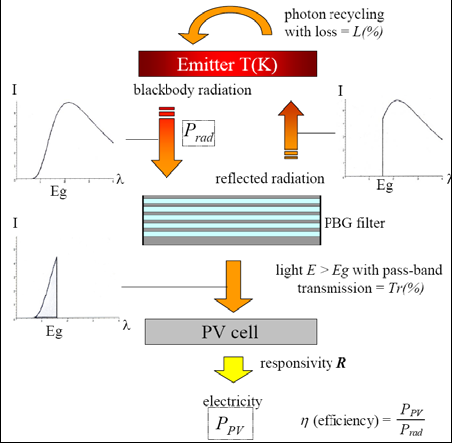 photon recycling
with loss = L(%)
Emitter T(K)
I
blackbody radiation
I
P_rad
Eg
λ
reflected radiation
Eg
λ
I
PBG filter
light E > Eg with pass-band
transmission = Tr(%)
Eg
λ
PV cell
responsivity R
electricity
P_PV
η (efficiency) = P_PV / P_rad